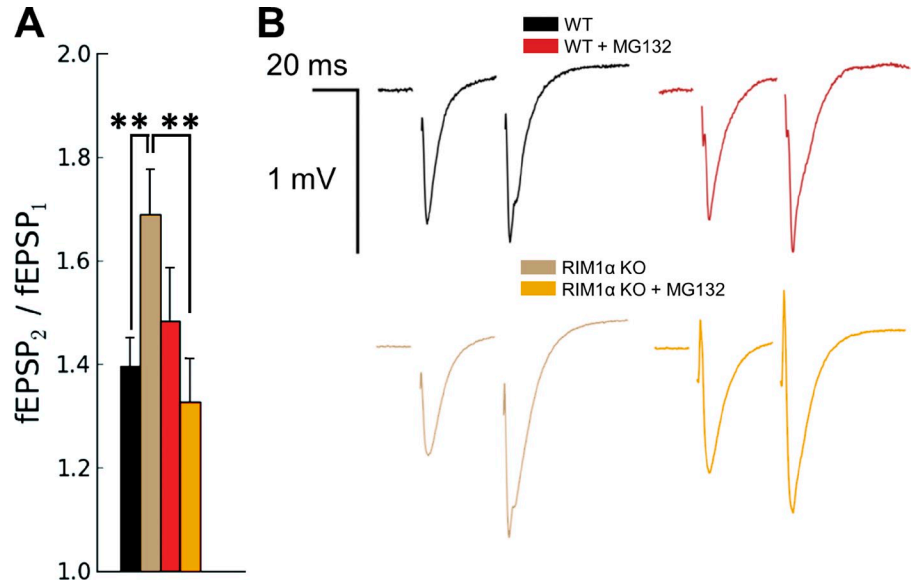 A
2.0
1.8
1.6
1.4
1.2
1.0
fEPSP2 / fEPSP1
** **
B
20 ms
1 mV
WT
WT + MG132
RIM1α KO
RIM1α KO + MG132